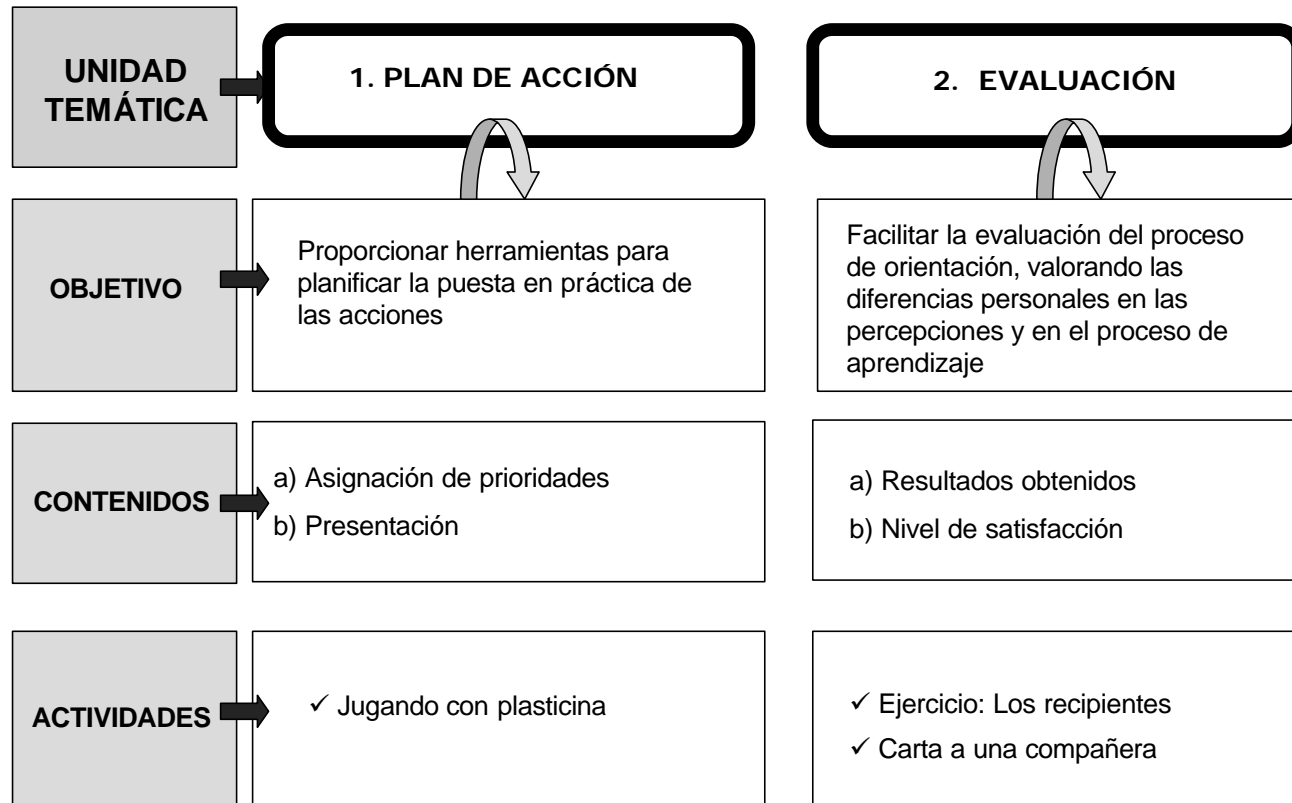 UNIDAD
TEMÁTICA
1. PLAN DE ACCIÓN
2. EVALUACIÓN
OBJETIVO
Proporcionar herramientas para
planificar la puesta en práctica de
las acciones
Facilitar la evaluación del proceso
de orientación, valorando las
diferencias personales en las
percepciones y en el proceso de
aprendizaje
CONTENIDOS
a) Asignación de prioridades
b) Presentación
a) Resultados obtenidos
b) Nivel de satisfacción
ACTIVIDADES
✓ Jugando con plasticina
✓ Ejercicio: Los recipientes
✓ Carta a una compañera